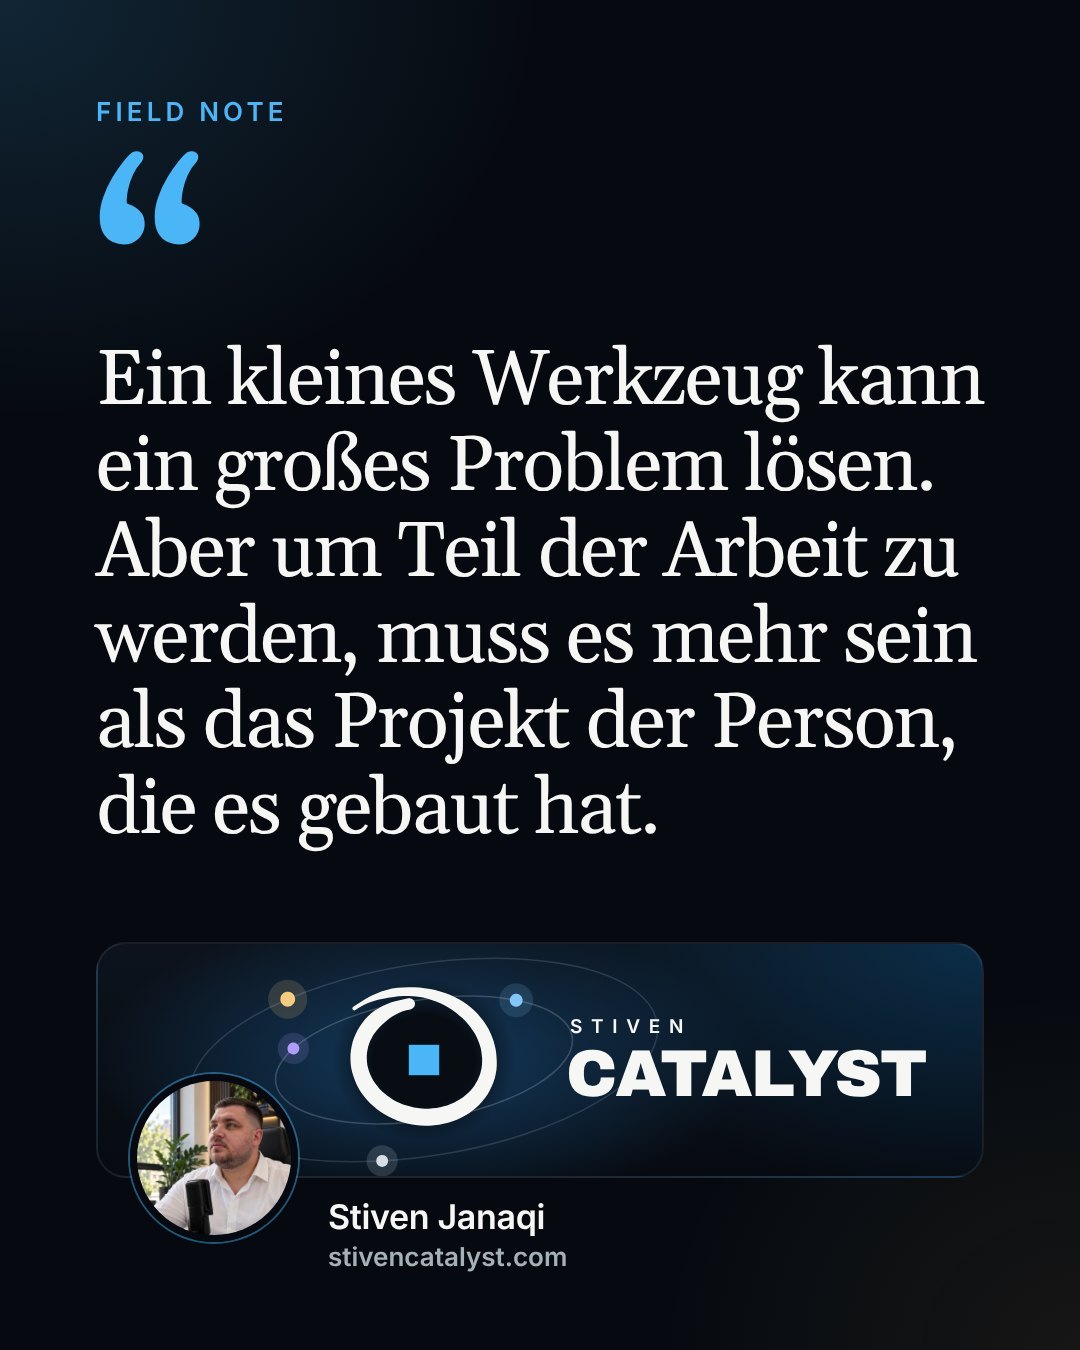 FIELD NOTE
“
Ein kleines Werkzeug kann
ein großes Problem lösen.
Aber um Teil der Arbeit zu
werden, muss es mehr sein
als das Projekt der Person,
die es gebaut hat.
STIVEN
CATALYST
Stiven Janaqi
stivencatalyst.com